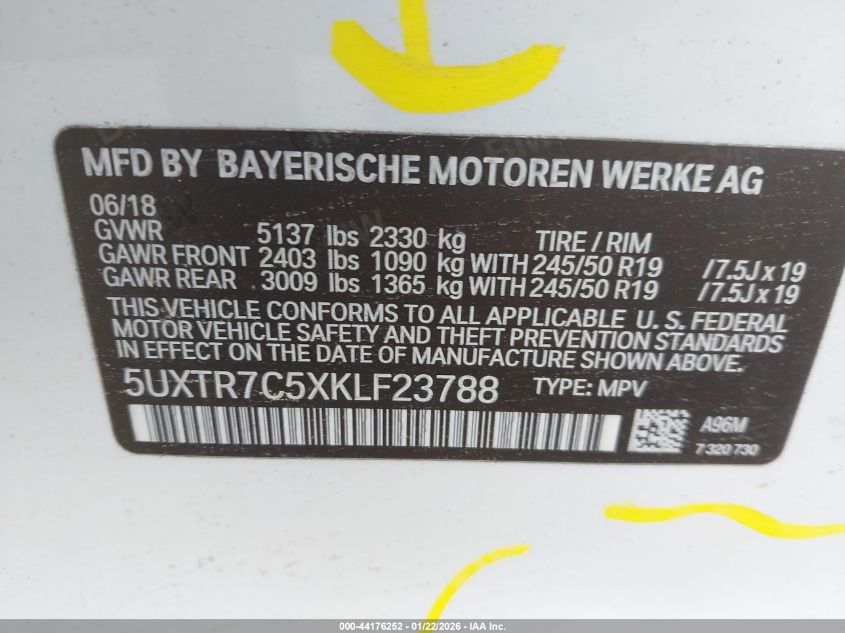 MFD BY BAYERISCHE MOTOREN WERKE AG
06/18
GVWR 5137 lbs 2330 kg TIRE / RIM
GAWR FRONT 2403 lbs 1090 kg WITH 245/50 R19 /7.5J x 19
GAWR REAR 3009 lbs 1365 kg WITH 245/50 R19 /7.5J x 19
THIS VEHICLE CONFORMS TO ALL APPLICABLE U. S. FEDERAL
MOTOR VEHICLE SAFETY AND THEFT PREVENTION STANDARDS
IN EFFECT ON THE DATE OF MANUFACTURE SHOWN ABOVE.
5UXTR7C5XKLF23788 TYPE: MPV
A96M
7 320 730
000-44176252 - 01/22/2026 - IAA Inc.